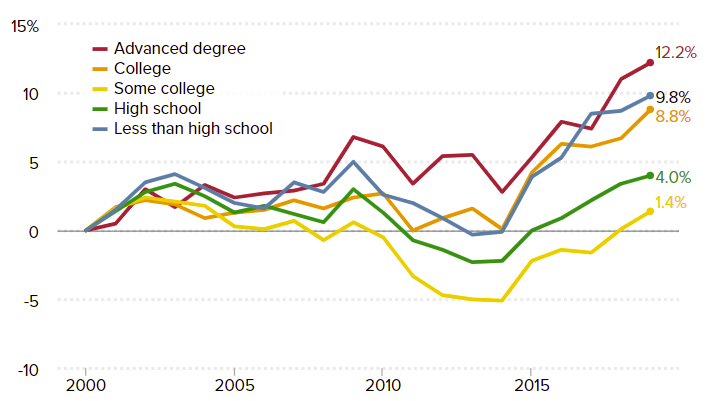 15%
Advanced degree
College
Some college
High school
Less than high school
12.2%
10
9.8%
8.8%
5
4.0%
1.4%
0
-5
-10
2000 2005 2010 2015